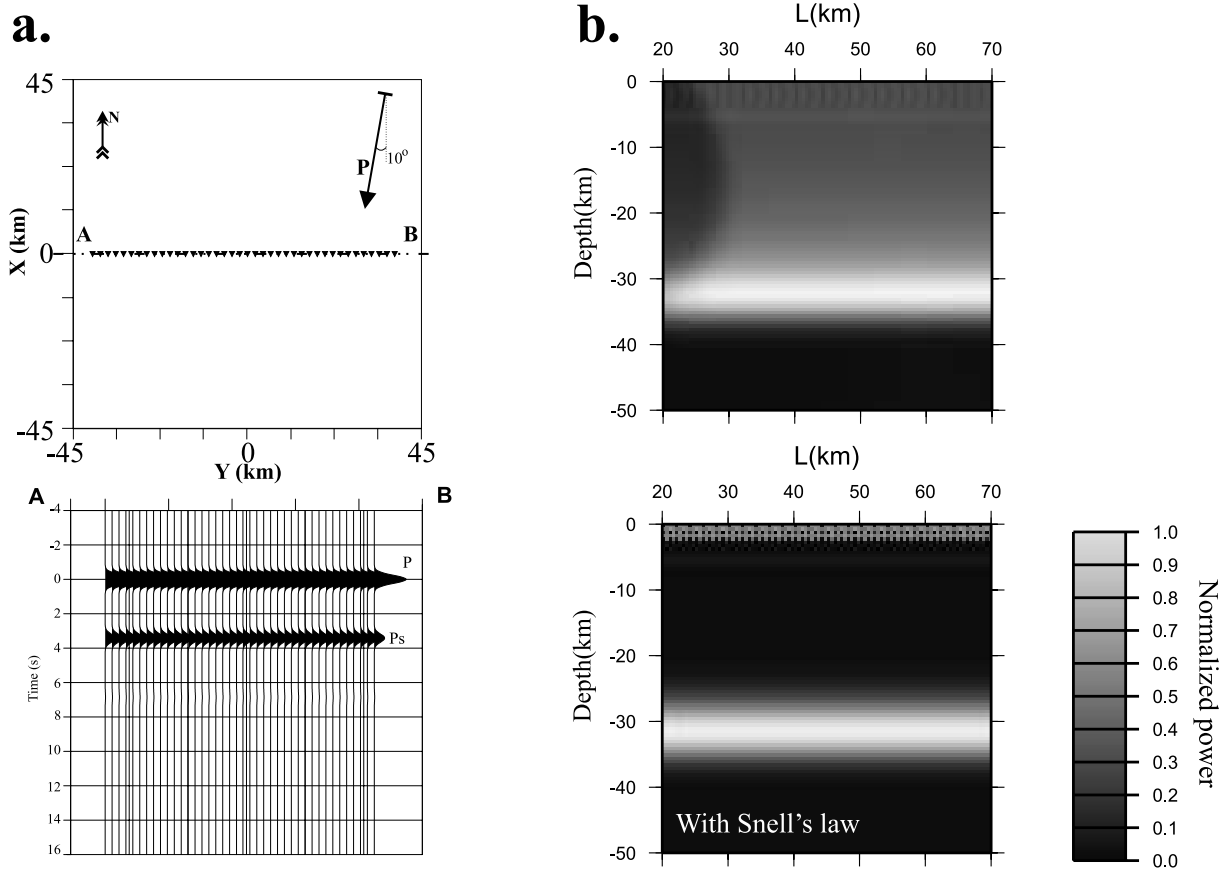 a.
45
N
10°
P
A
B
X (km)
0
-45
-45
0
45
Y (km)
A
B
-4
-2
0
2
4
6
8
10
12
14
16
Time (s)
P
Ps
b.
L(km)
20 30 40 50 60 70
0
-10
-20
-30
-40
-50
Depth(km)
L(km)
20 30 40 50 60 70
0
-10
-20
-30
-40
-50
Depth(km)
With Snell's law
1.0
0.9
0.8
0.7
0.6
0.5
0.4
0.3
0.2
0.1
0.0
Normalized power